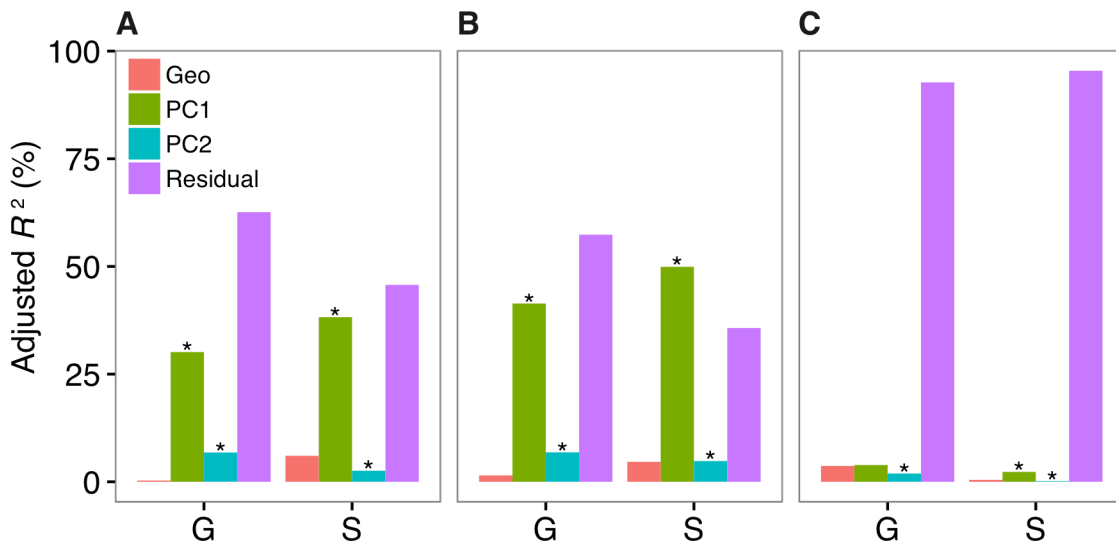 A B C
100
75
50
25
0
Adjusted R² (%)
Geo
PC1
PC2
Residual
* * * *
* * * *
* * *
G S G S G S